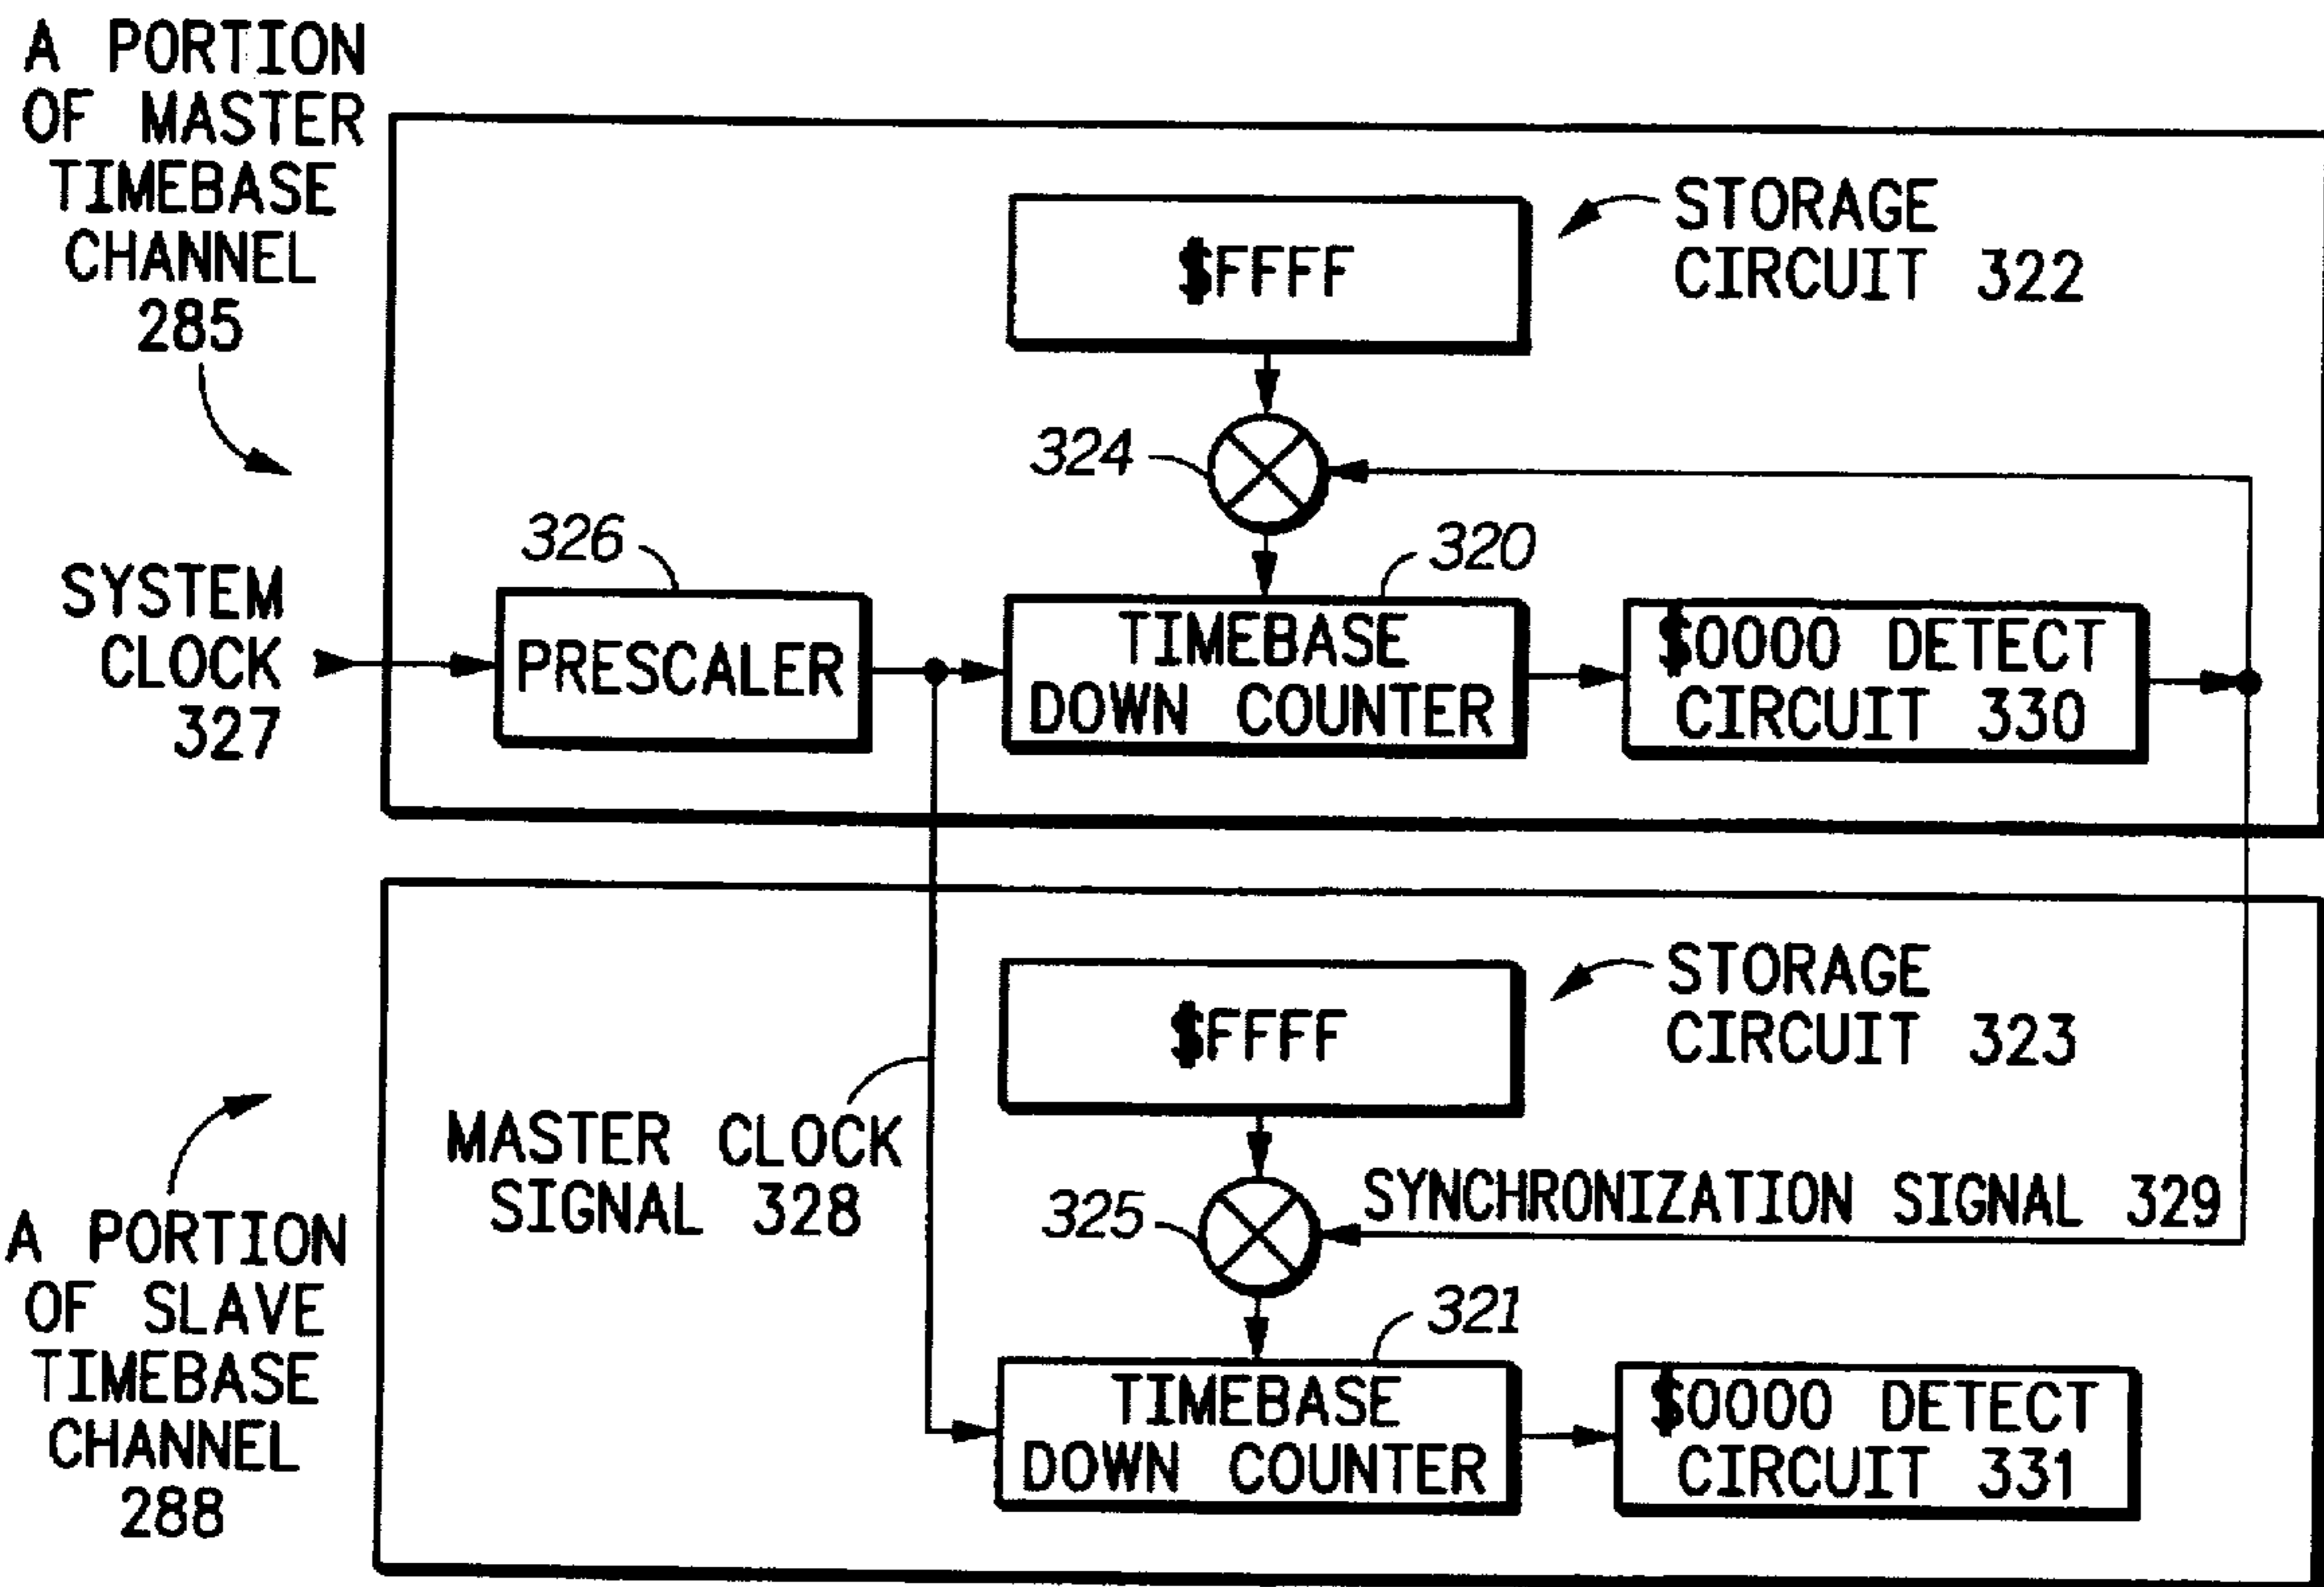 A PORTION
OF MASTER
TIMEBASE
CHANNEL
285
$FFFF
STORAGE
CIRCUIT 322
324
326
320
SYSTEM
CLOCK
327
PRESCALER
TIMEBASE
DOWN COUNTER
$0000 DETECT
CIRCUIT 330
$FFFF
STORAGE
CIRCUIT 323
MASTER CLOCK
SIGNAL 328
325
SYNCHRONIZATION SIGNAL 329
321
A PORTION
OF SLAVE
TIMEBASE
CHANNEL
288
TIMEBASE
DOWN COUNTER
$0000 DETECT
CIRCUIT 331